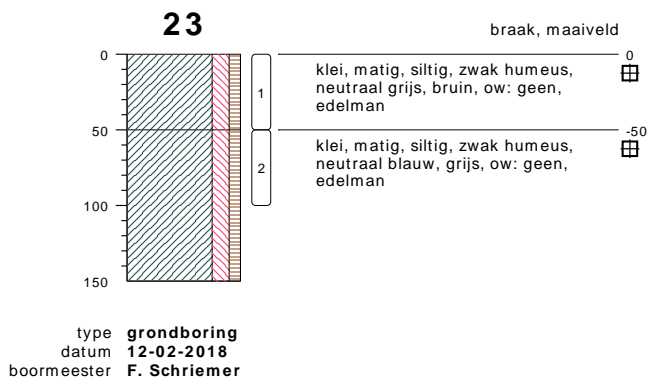 23
braak, maaiveld
0
0
klei, matig, siltig, zwak humeus,
neutraal grijs, bruin, ow: geen,
edelman
1
50
-50
klei, matig, siltig, zwak humeus,
neutraal blauw, grijs, ow: geen,
edelman
2
100
150
type grondboring
datum 12-02-2018
boormeester F. Schriemer